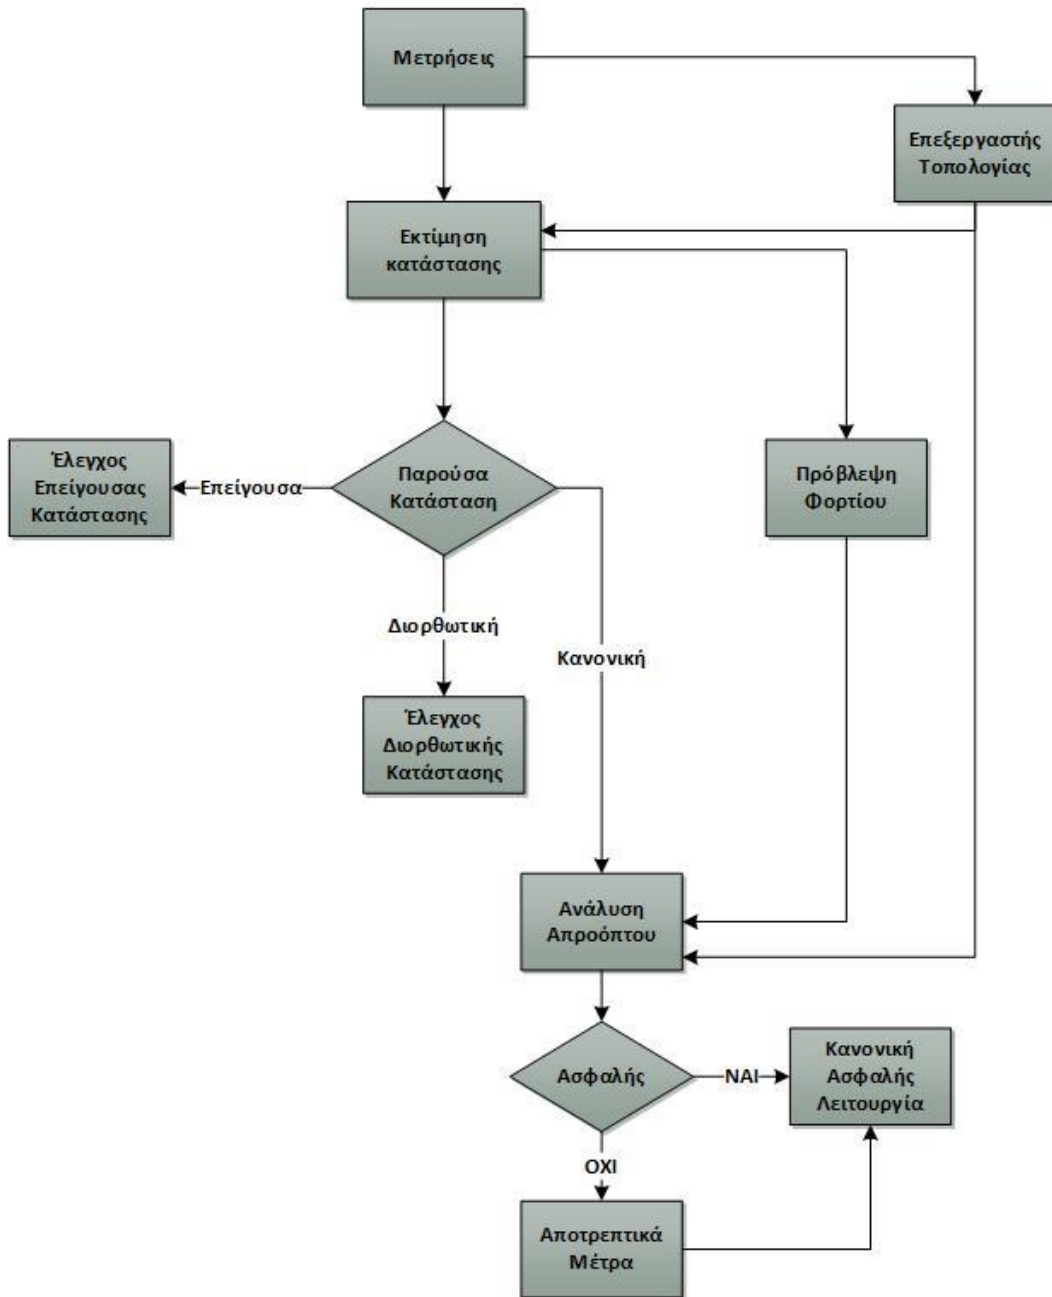 Μετρήσεις
Επεξεργαστής
Τοπολογίας
Εκτίμηση
κατάστασης
Έλεγχος
Επείγουσας
Κατάστασης
Επείγουσα
Παρούσα
Κατάσταση
Πρόβλεψη
Φορτίου
Διορθωτική
Κανονική
Έλεγχος
Διορθωτικής
Κατάστασης
Ανάλυση
Απροόπτου
Ασφαλής
ΝΑΙ
Κανονική
Ασφαλής
Λειτουργία
ΟΧΙ
Αποτρεπτικά
Μέτρα